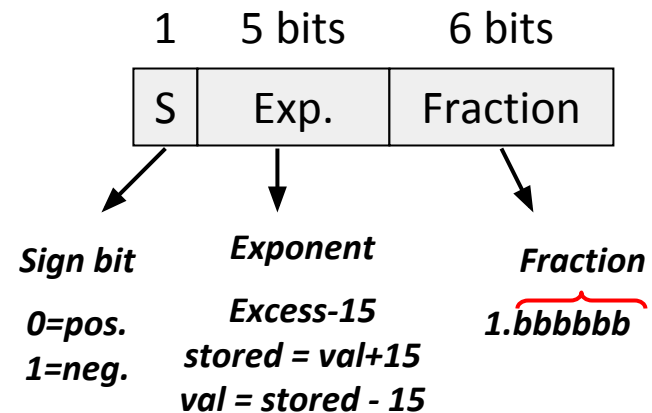 1 5 bits 6 bits
S Exp. Fraction
Sign bit
0=pos.
1=neg.
Exponent
Excess-15
stored = val+15
val = stored - 15
Fraction
1.bbbbbb